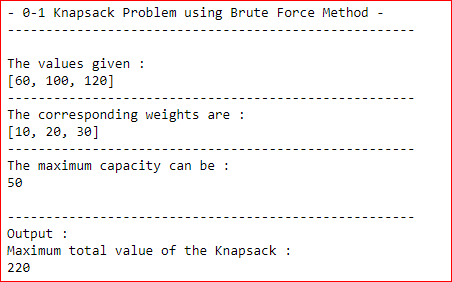 - 0-1 Knapsack Problem using Brute Force Method -
------------------------------------------------------
The values given :
[60, 100, 120]
------------------------------------------------------
The corresponding weights are :
[10, 20, 30]
------------------------------------------------------
The maximum capacity can be :
50
------------------------------------------------------
Output :
Maximum total value of the Knapsack :
220